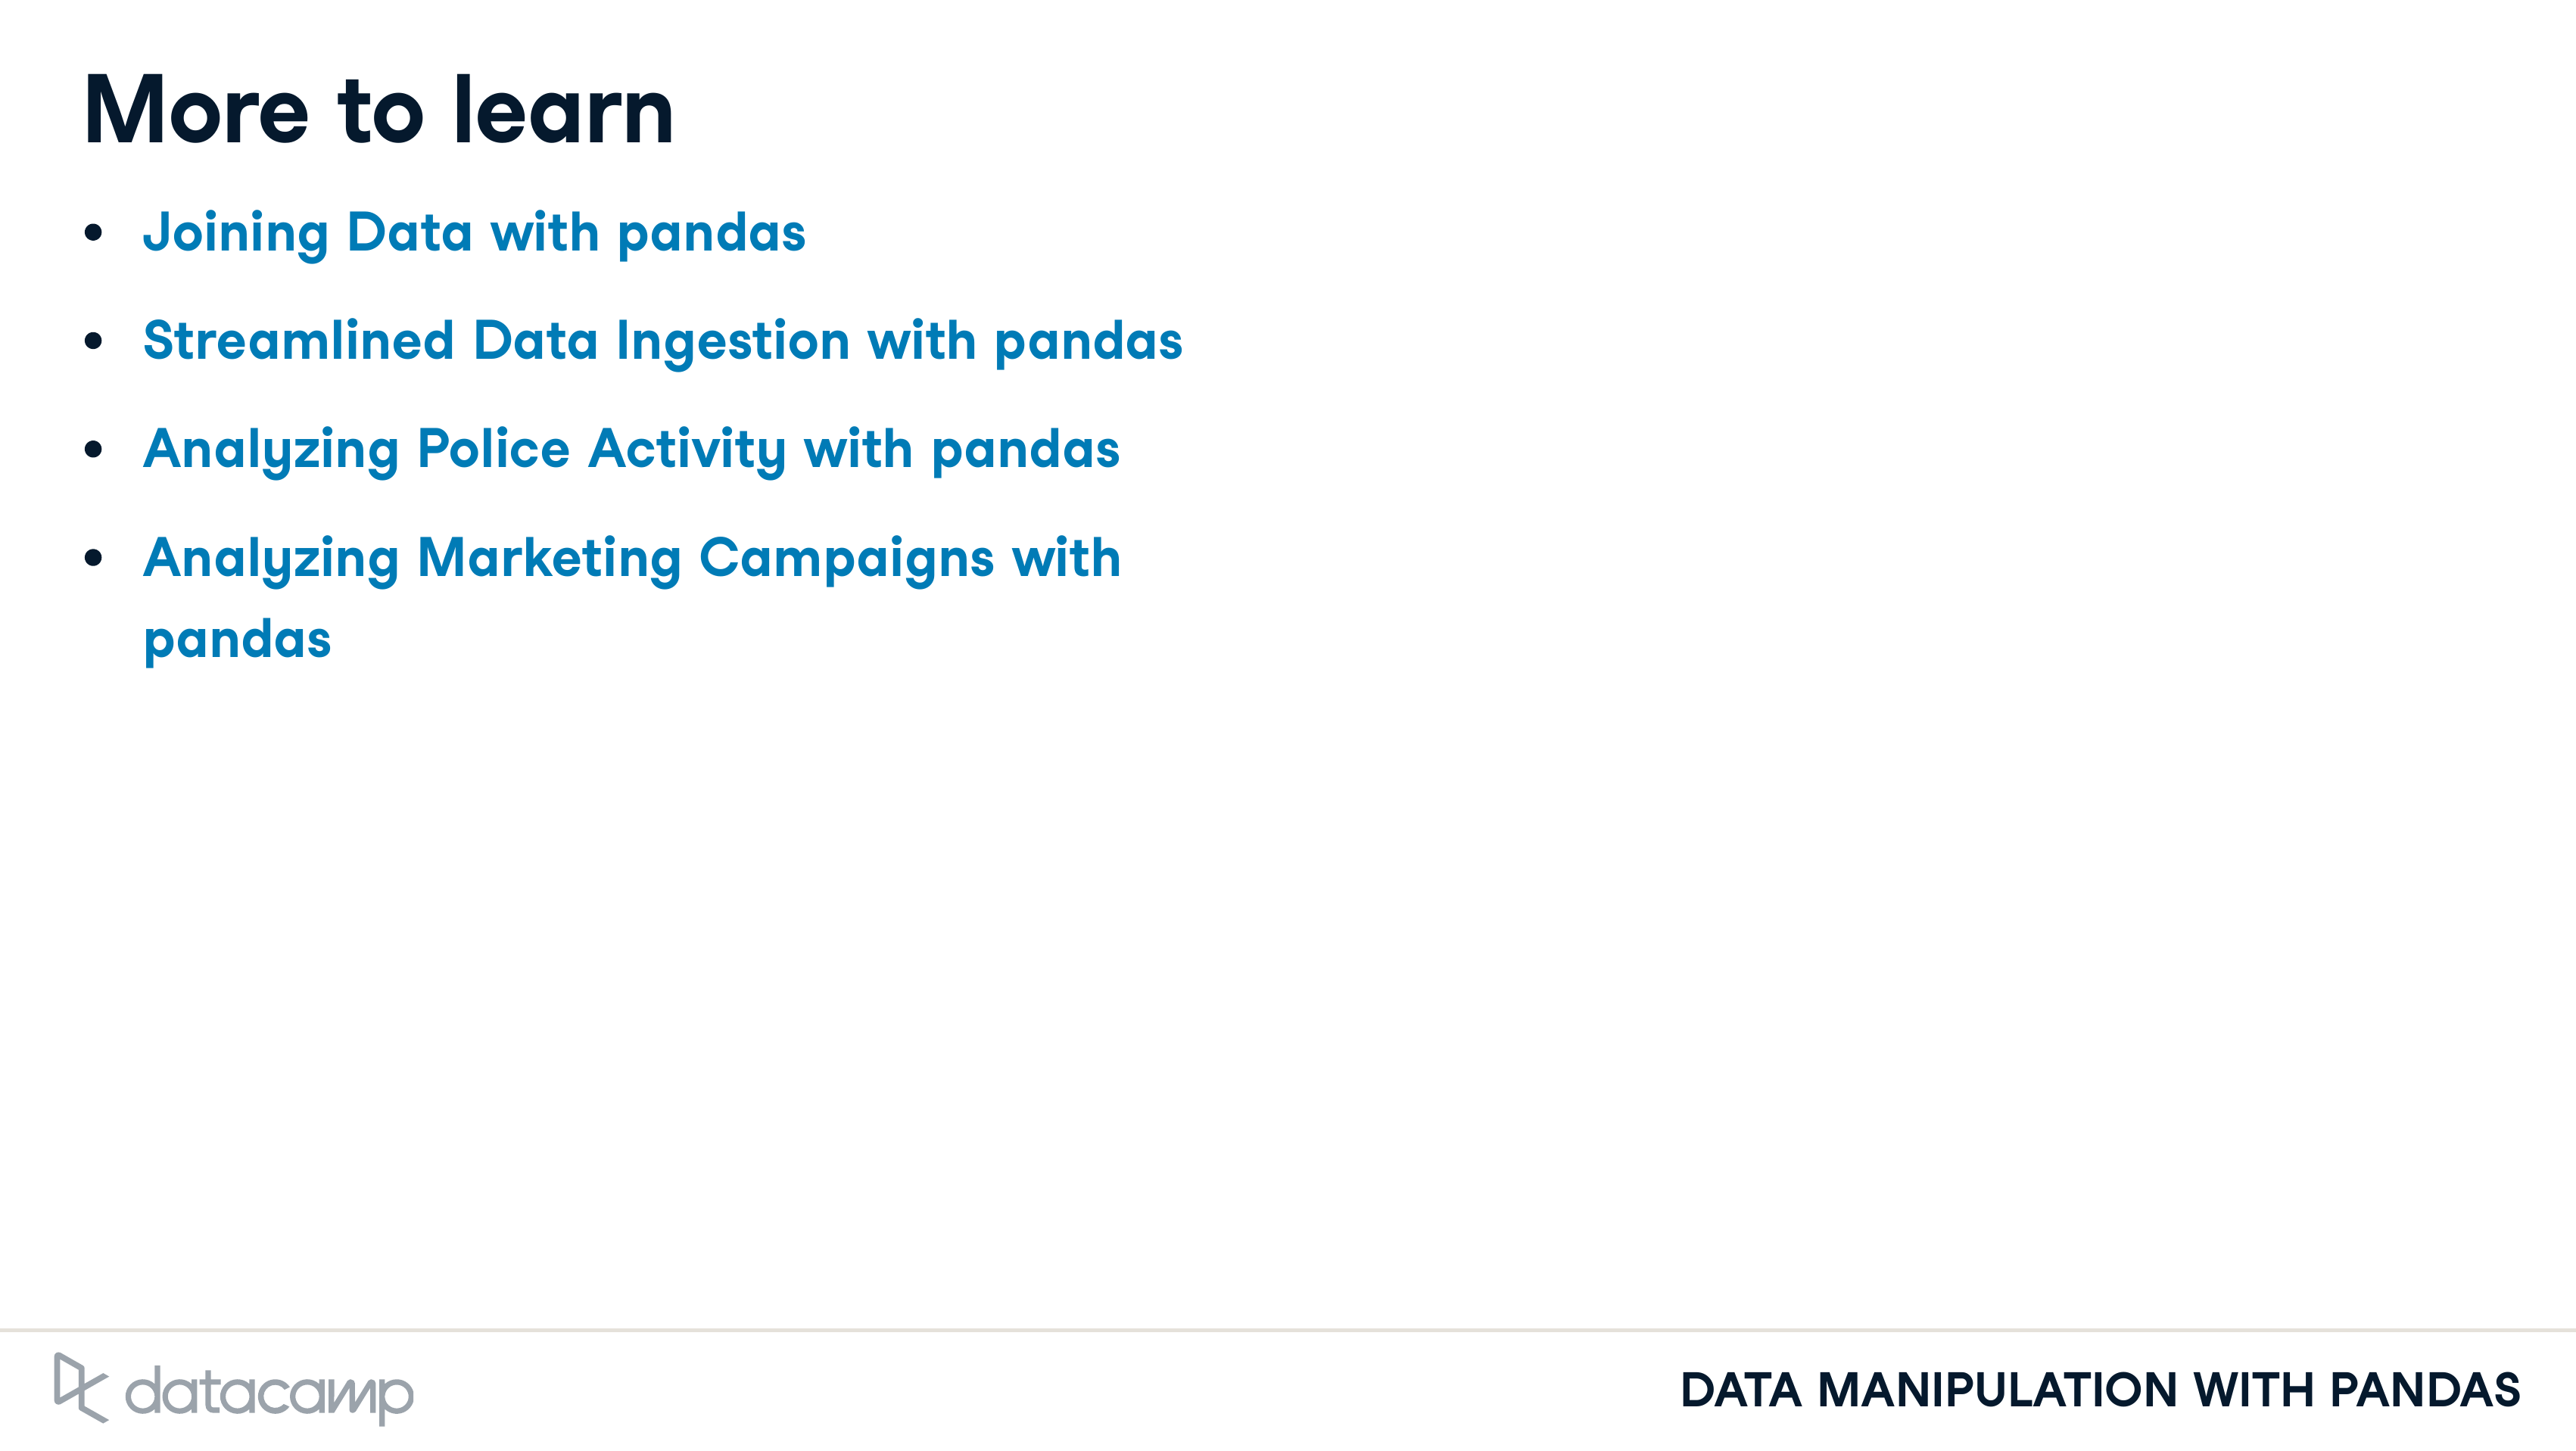 More to learn
• Joining Data with pandas
• Streamlined Data Ingestion with pandas
• Analyzing Police Activity with pandas
• Analyzing Marketing Campaigns with
pandas
datacamp
DATA MANIPULATION WITH PANDAS